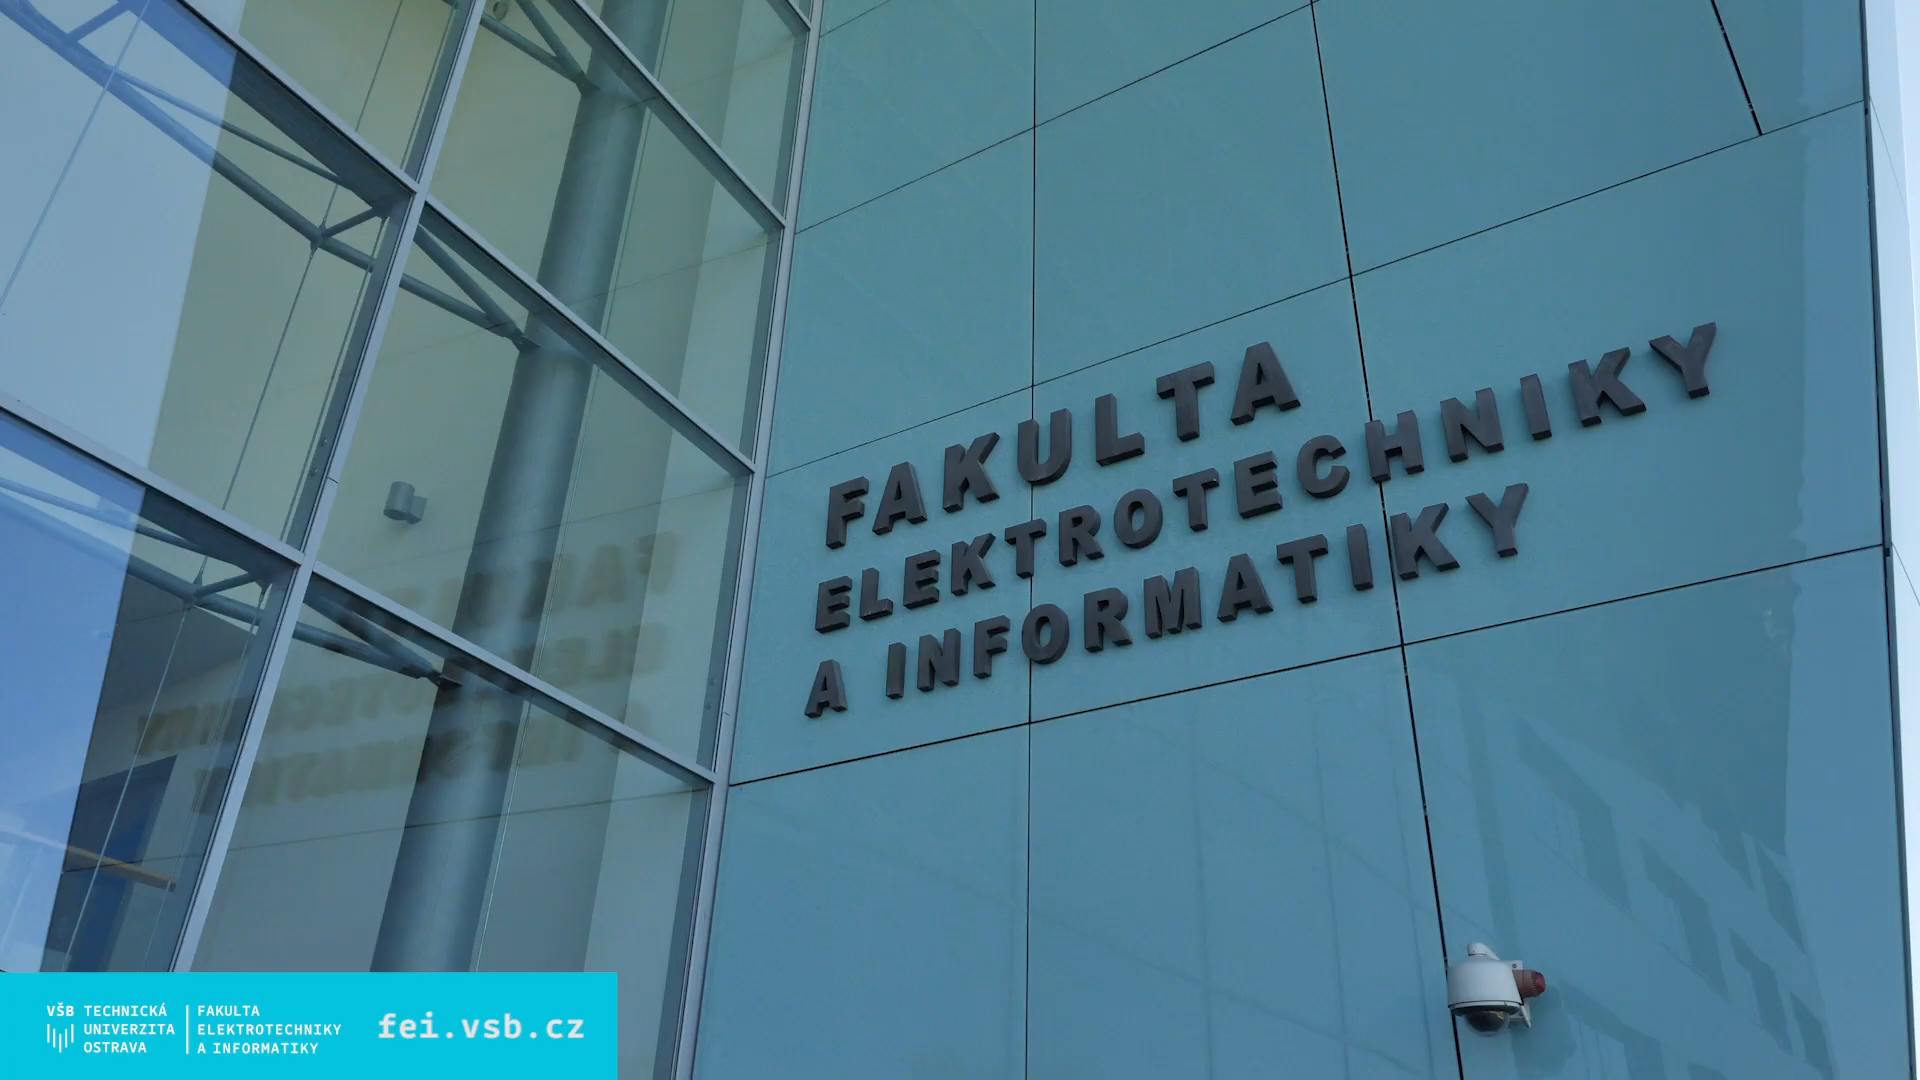 FAKULTA
ELEKTROTECHNIKY
A INFORMATIKY
VŠB TECHNICKÁ
UNIVERZITA
OSTRAVA
FAKULTA
ELEKTROTECHNIKY
A INFORMATIKY
fei.vsb.cz